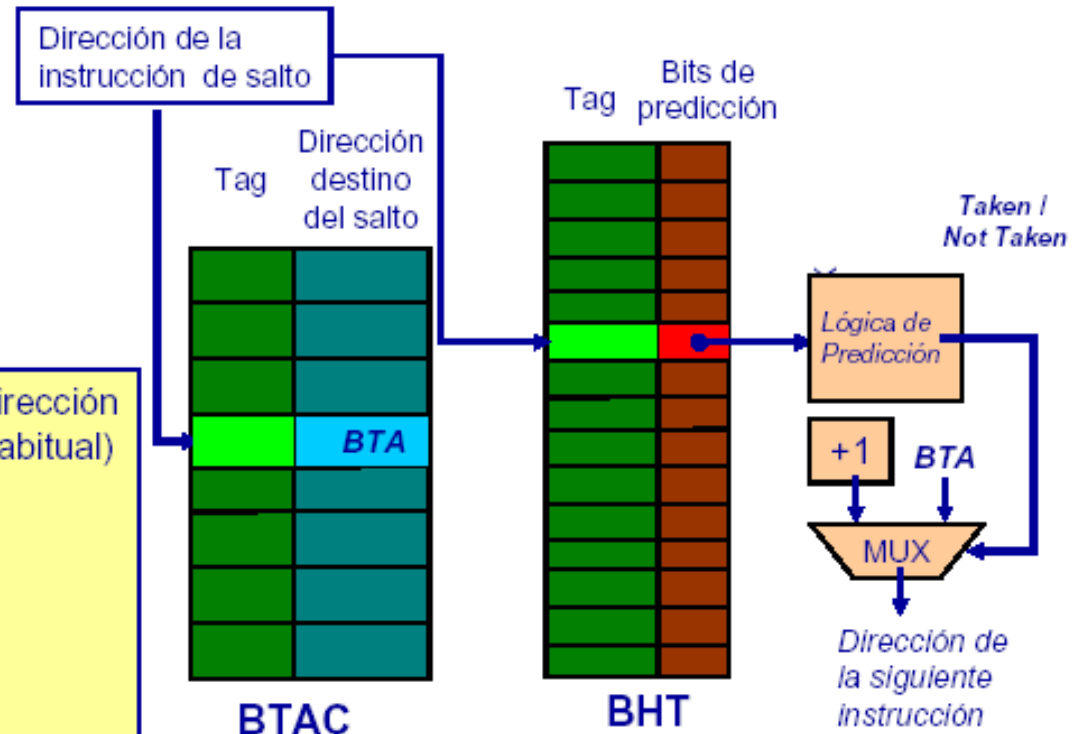 Dirección de la
instrucción de salto
Bits de
predicción
Tag
Dirección
destino
del salto
Tag
Taken /
Not Taken
Lógica de
Predicción
irección
abitual)
BTA
+1
BTA
MUX
Dirección de
la siguiente
instrucción
BTAC
BHT